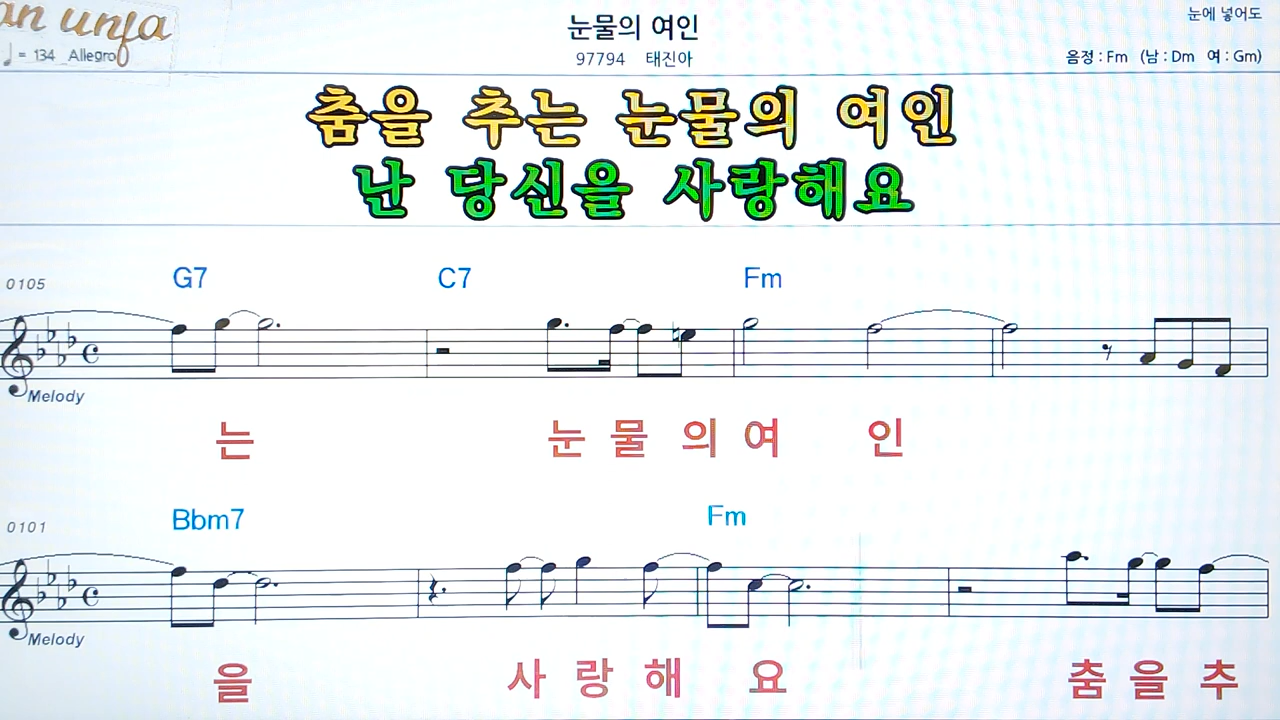 눈물의 여인
눈에 넣어도
♩= 134 Allegro
97794 태진아
음정 : Fm (남 : Dm 여 : Gm)
춤을 추는 눈물의 여인
난 당신을 사랑해요
0105
G7 C7 Fm
Melody
는 눈 물 의 여 인
0101
Bbm7 Fm
Melody
을 사 랑 해 요 춤 을 추